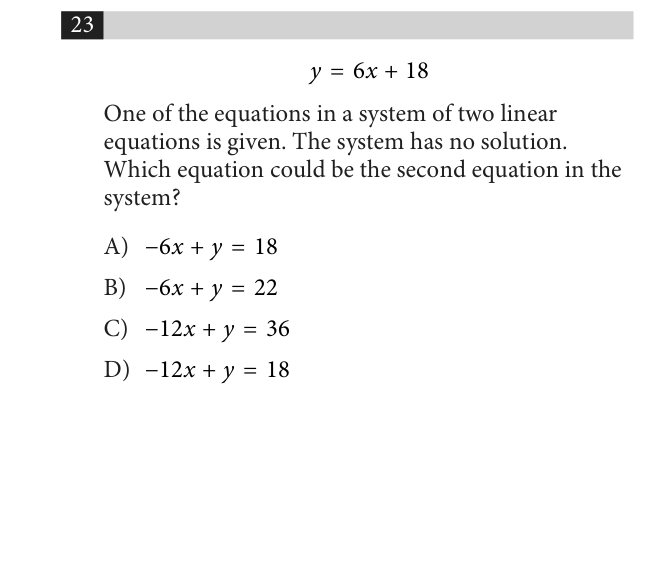 23
y = 6x + 18
One of the equations in a system of two linear
equations is given. The system has no solution.
Which equation could be the second equation in the
system?
A) −6x + y = 18
B) −6x + y = 22
C) −12x + y = 36
D) −12x + y = 18